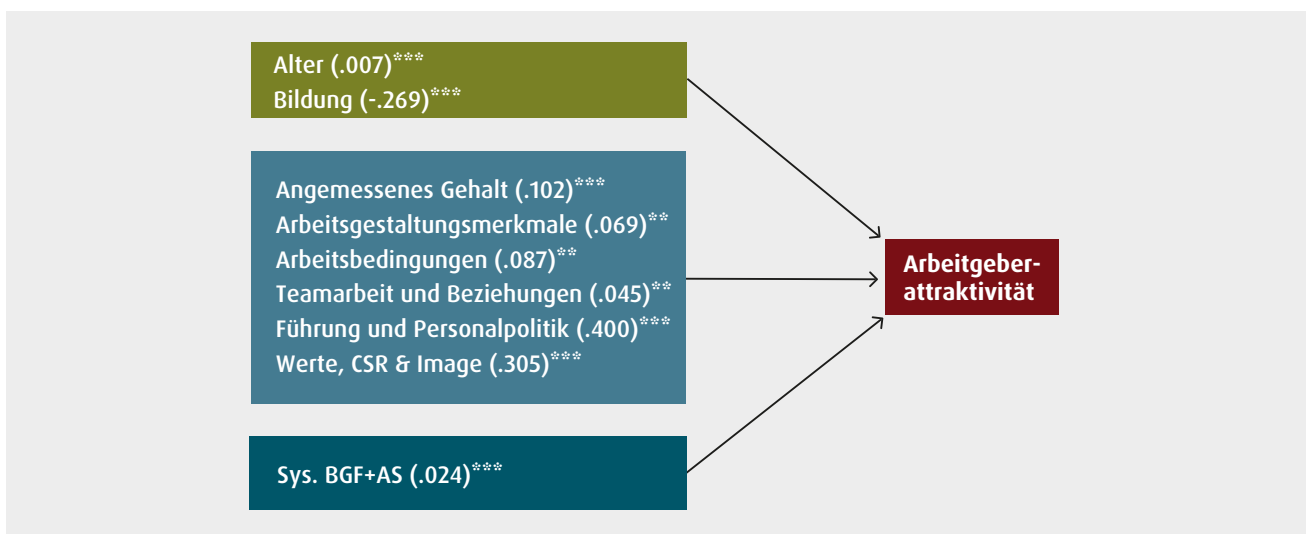 Alter (.007)***
Bildung (-.269)***
Angemessenes Gehalt (.102)***
Arbeitsgestaltungsmerkmale (.069)**
Arbeitsbedingungen (.087)**
Teamarbeit und Beziehungen (.045)**
Führung und Personalpolitik (.400)***
Werte, CSR & Image (.305)***
Sys. BGF+AS (.024)***
Arbeitgeber-
attraktivität